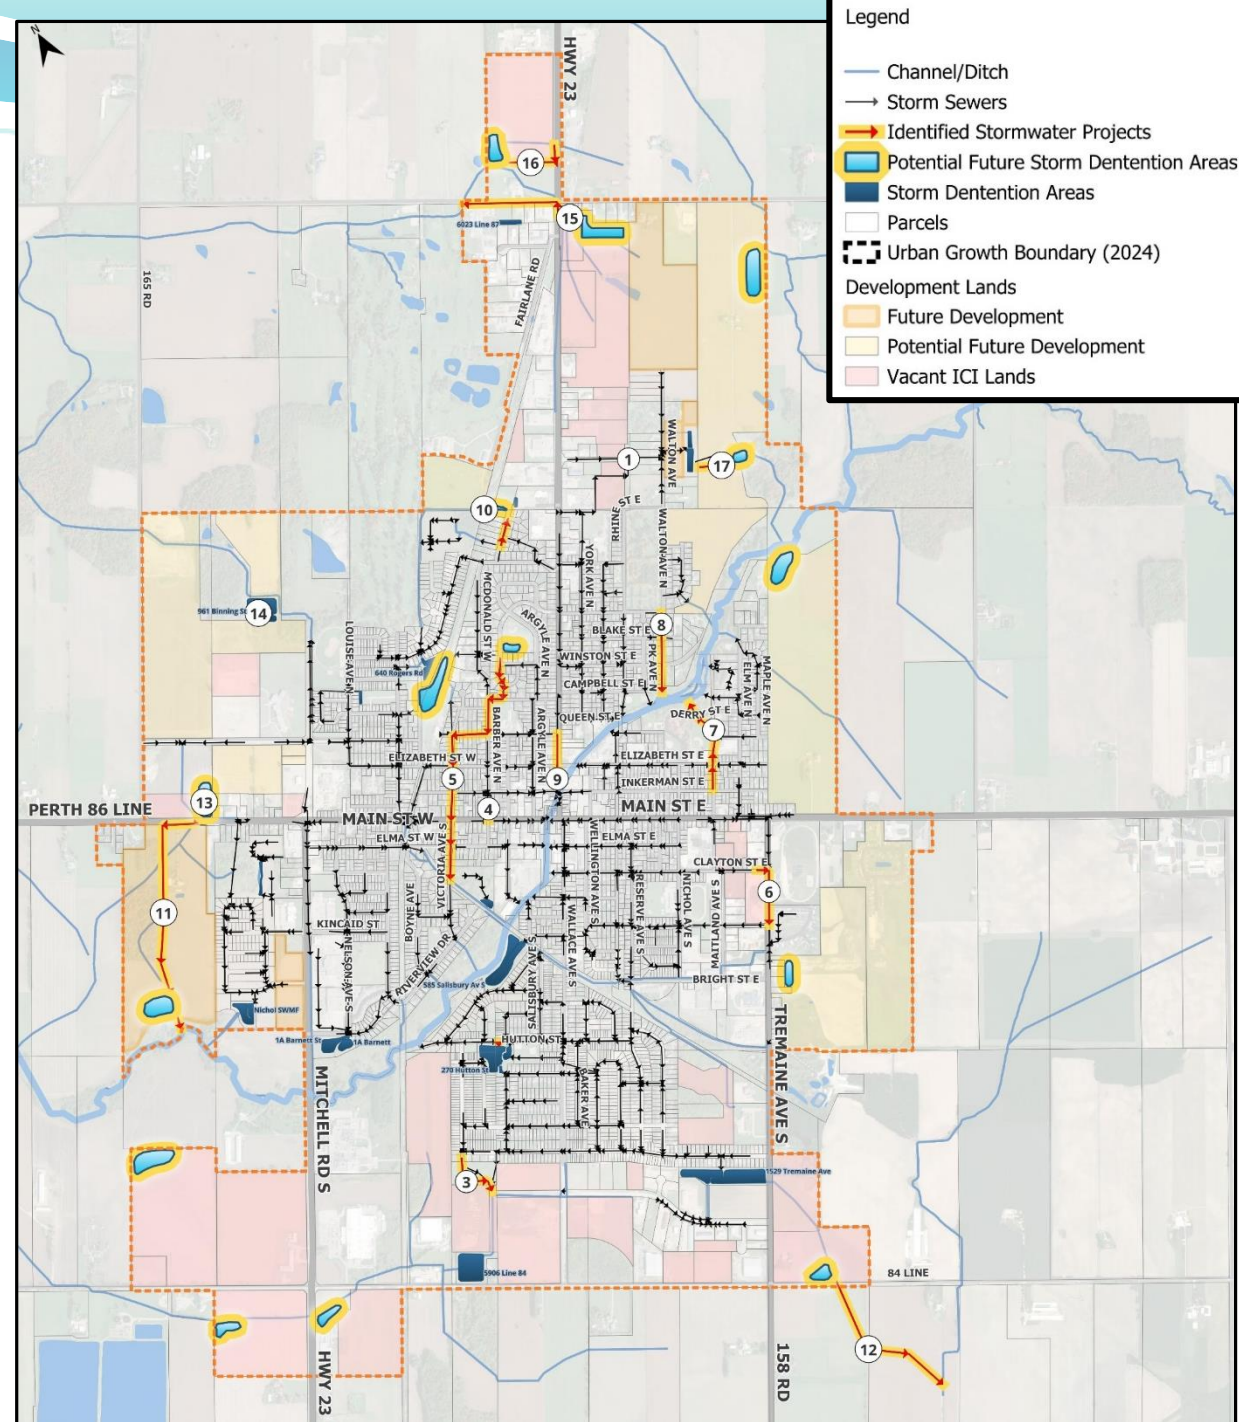 Legend
Channel/Ditch
Storm Sewers
Identified Stormwater Projects
Potential Future Storm Dentention Areas
Storm Dentention Areas
Parcels
Urban Growth Boundary (2024)
Development Lands
Future Development
Potential Future Development
Vacant ICI Lands
N
HWY 23
16
15
6023 Line 87
165 RD
FAIRLANE RD
WALTON AVE
1
17
10
RHINE ST E
WALTON AVE N
YORK AVE N
MCDONALD ST W
961 Binning St
14
ARGYLE AVE N
8
BLAKE ST E
LOUISE AVE N
WINSTON ST E
PK AVE N
640 Rogers Rd
CAMPBELL ST E
ELM AVE N
MAPLE AVE N
BARBER AVE N
ARGYLE AVE N
QUEEN ST E
DERRY ST E
7
ELIZABETH ST W
ELIZABETH ST E
5
9
INKERMAN ST E
13
PERTH 86 LINE
4
MAIN ST W
MAIN ST E
ELMA ST W
ELMA ST E
VICTORIA AVE S
WELLINGTON AVE S
CLAYTON ST E
6
11
BOYNE AVE
RESERVE AVE S
NICHOL AVE S
MAITLAND AVE S
KINCAID ST
NELSON AVE S
WALLACE AVE S
RIVERVIEW DR
SALISBURY AVE S
585 Salisbury Av S
BRIGHT ST E
Nichol SWMF
1A Barnett St
1A Barnett
HUTTON ST
270 Hutton St
BAKER AVE
TREMAINE AVE S
MITCHELL RD S
3
1529 Tremaine Ave
5906 Line 84
84 LINE
12
HWY 23
158 RD